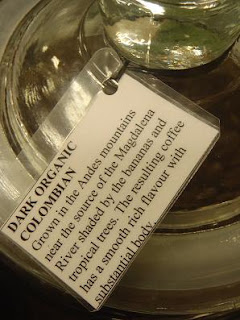 DARK ORGANIC
COLOMBIAN
Grown in the Andes mountains
near the source of the Magdalena
River shaded by the bananas and
tropical trees. The resulting coffee
has a smooth rich flavour with
substantial body.